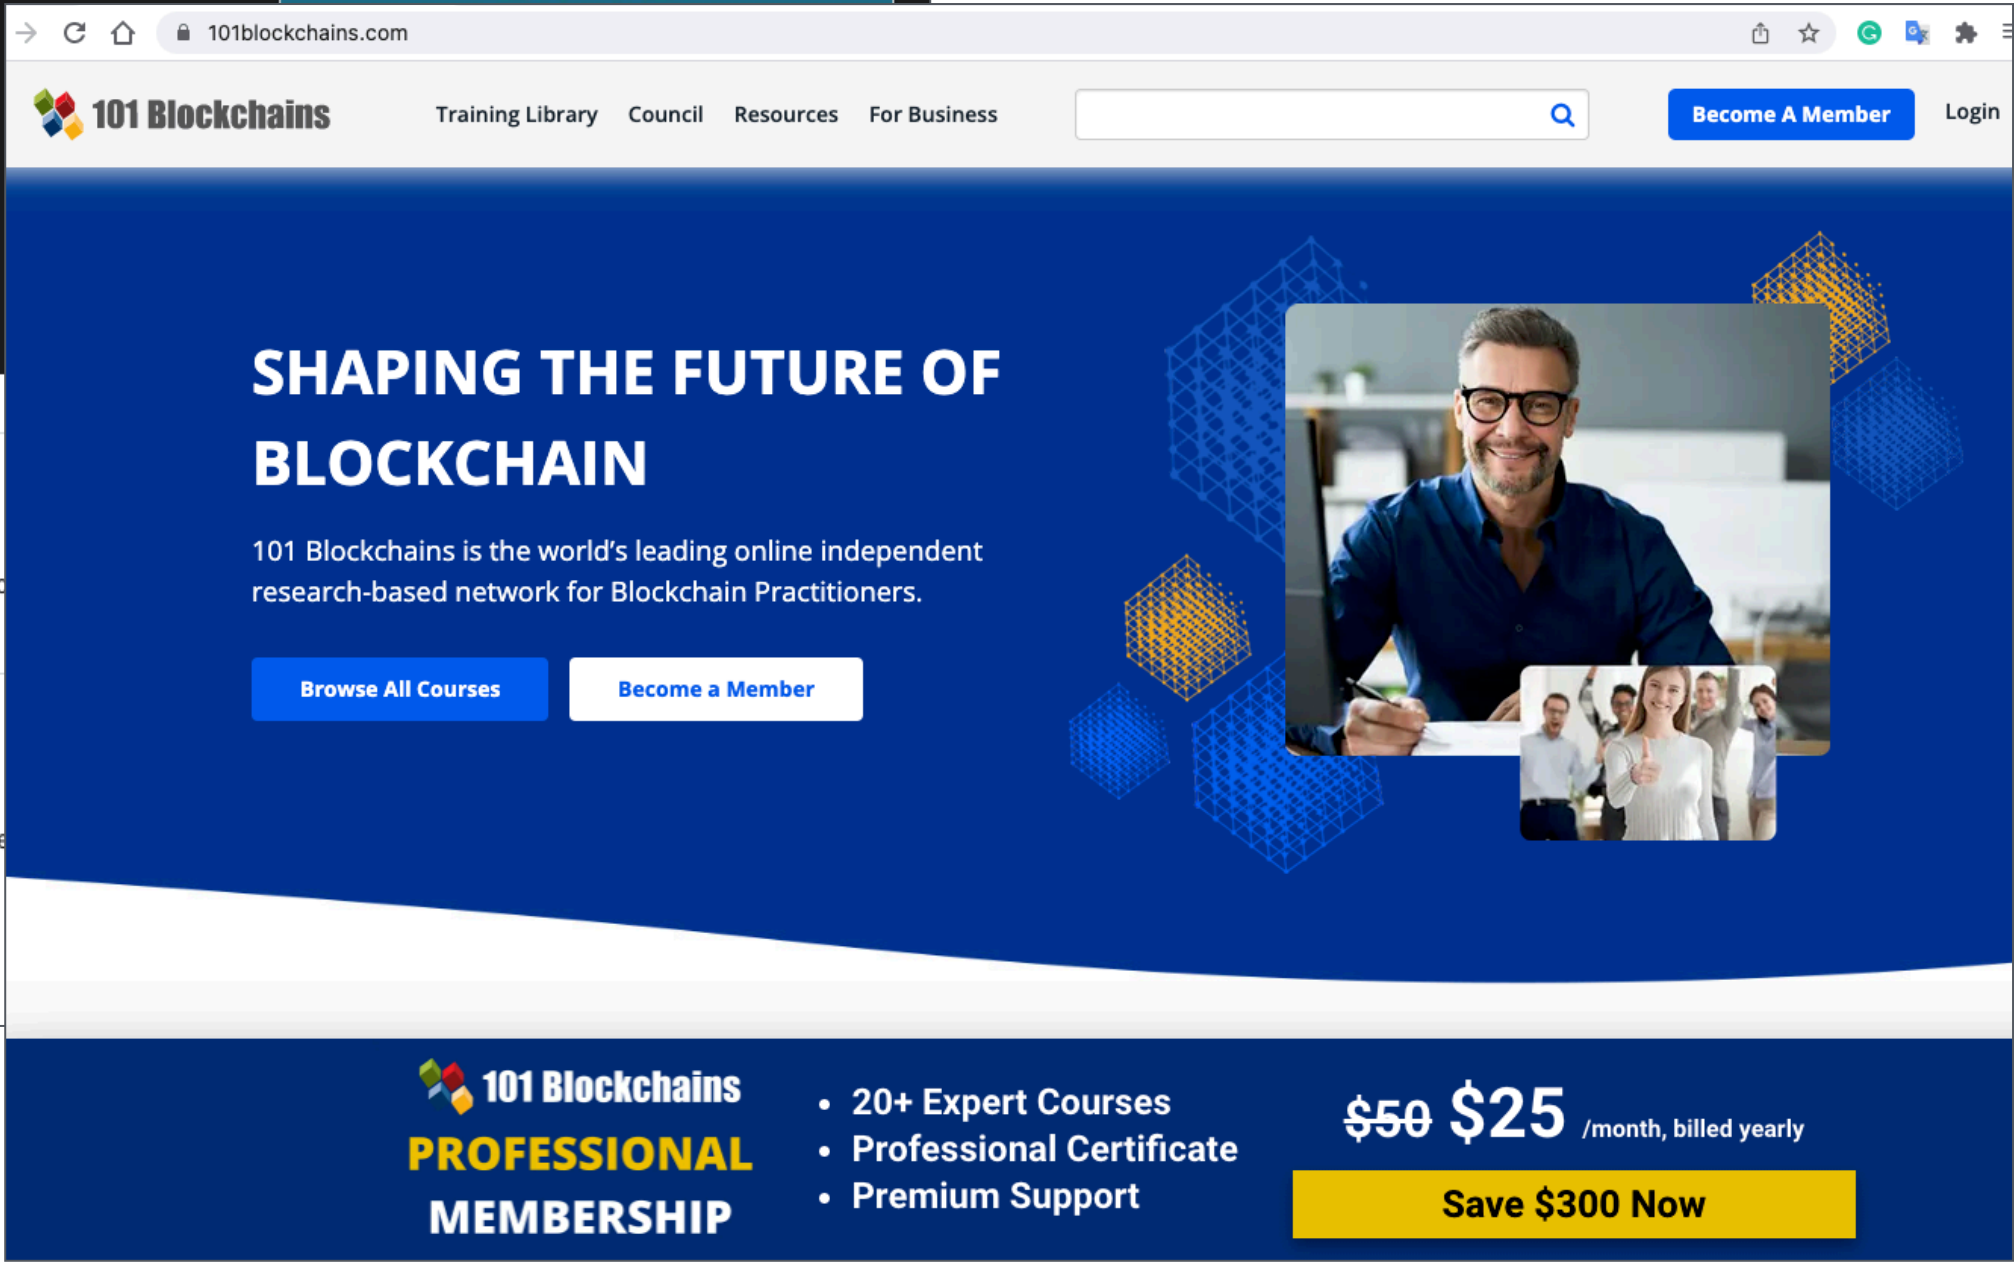 101blockchains.com
101 Blockchains
Training Library Council Resources For Business
Become A Member
Login
SHAPING THE FUTURE OF
BLOCKCHAIN
101 Blockchains is the world's leading online independent
research-based network for Blockchain Practitioners.
Browse All Courses
Become a Member
101 Blockchains
PROFESSIONAL
MEMBERSHIP
• 20+ Expert Courses
• Professional Certificate
• Premium Support
$50 $25 /month, billed yearly
Save $300 Now